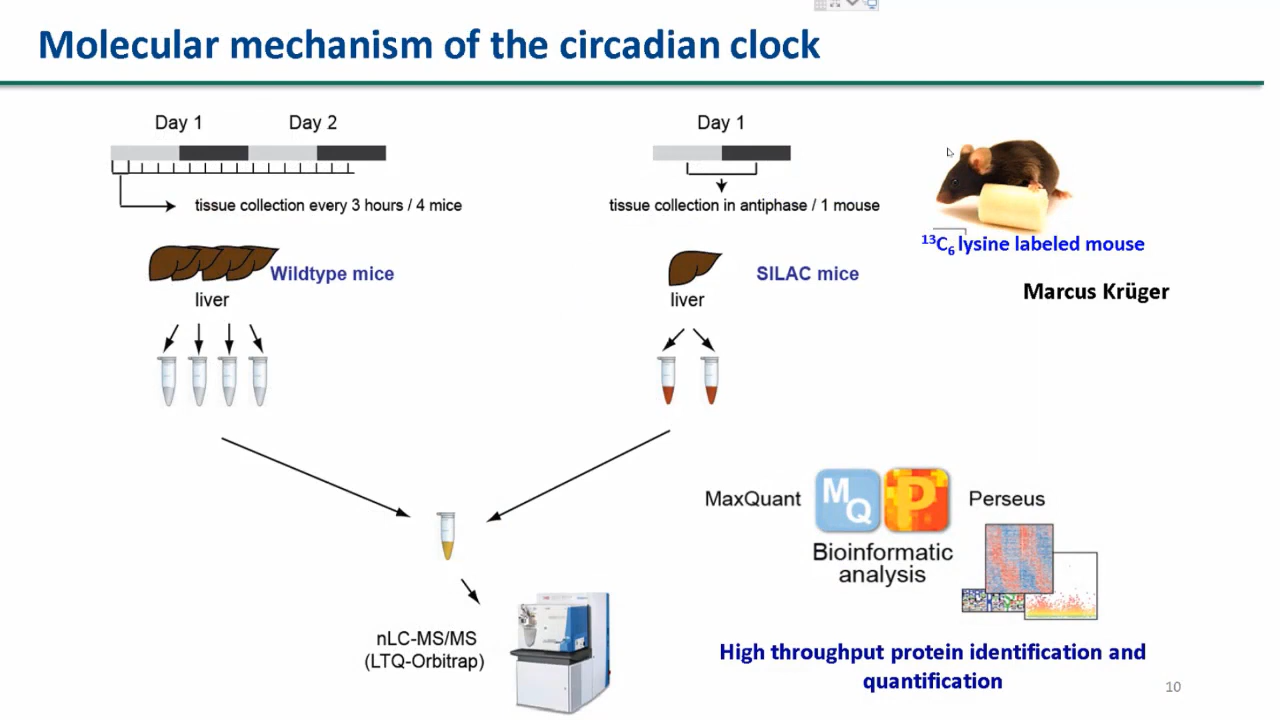 Molecular mechanism of the circadian clock
Day 1
Day 2
tissue collection every 3 hours / 4 mice
Wildtype mice
liver
Day 1
tissue collection in antiphase / 1 mouse
SILAC mice
liver
¹³C₆ lysine labeled mouse
Marcus Krüger
nLC-MS/MS
(LTQ-Orbitrap)
MaxQuant
MQ
P
Perseus
Bioinformatic
analysis
High throughput protein identification and
quantification
10